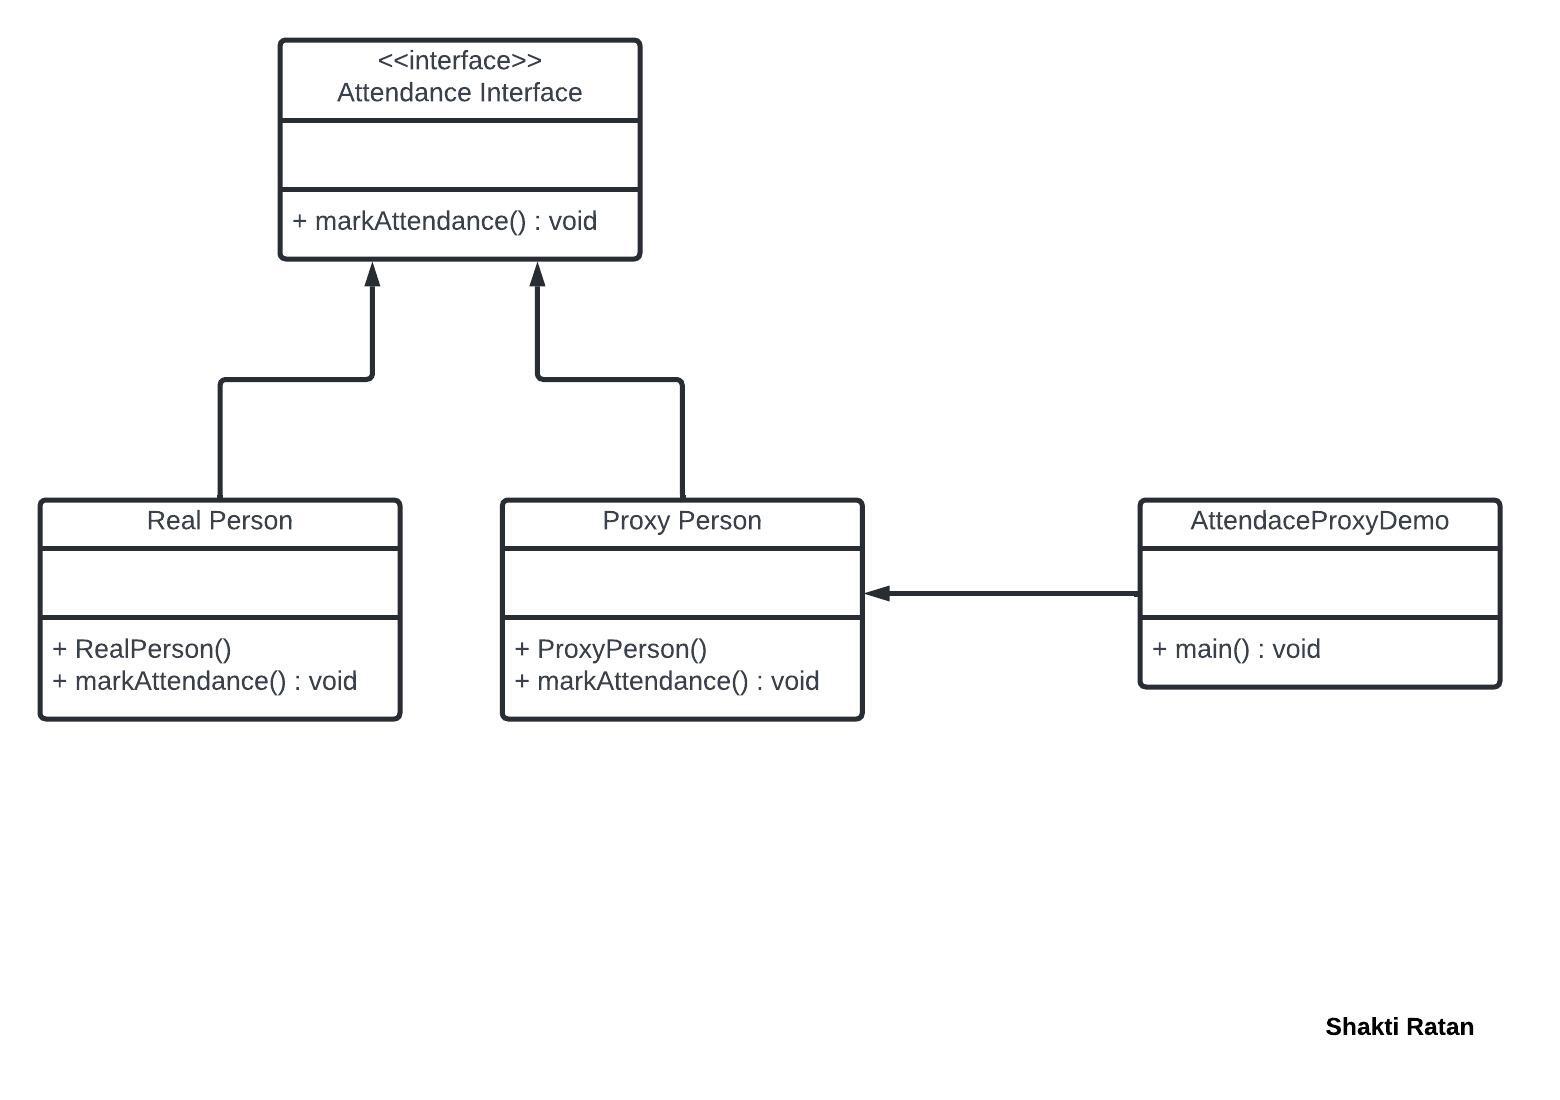 <<interface>>
Attendance Interface
+ markAttendance() : void
Real Person
+ RealPerson()
+ markAttendance() : void
Proxy Person
+ ProxyPerson()
+ markAttendance() : void
AttendaceProxyDemo
+ main() : void
Shakti Ratan